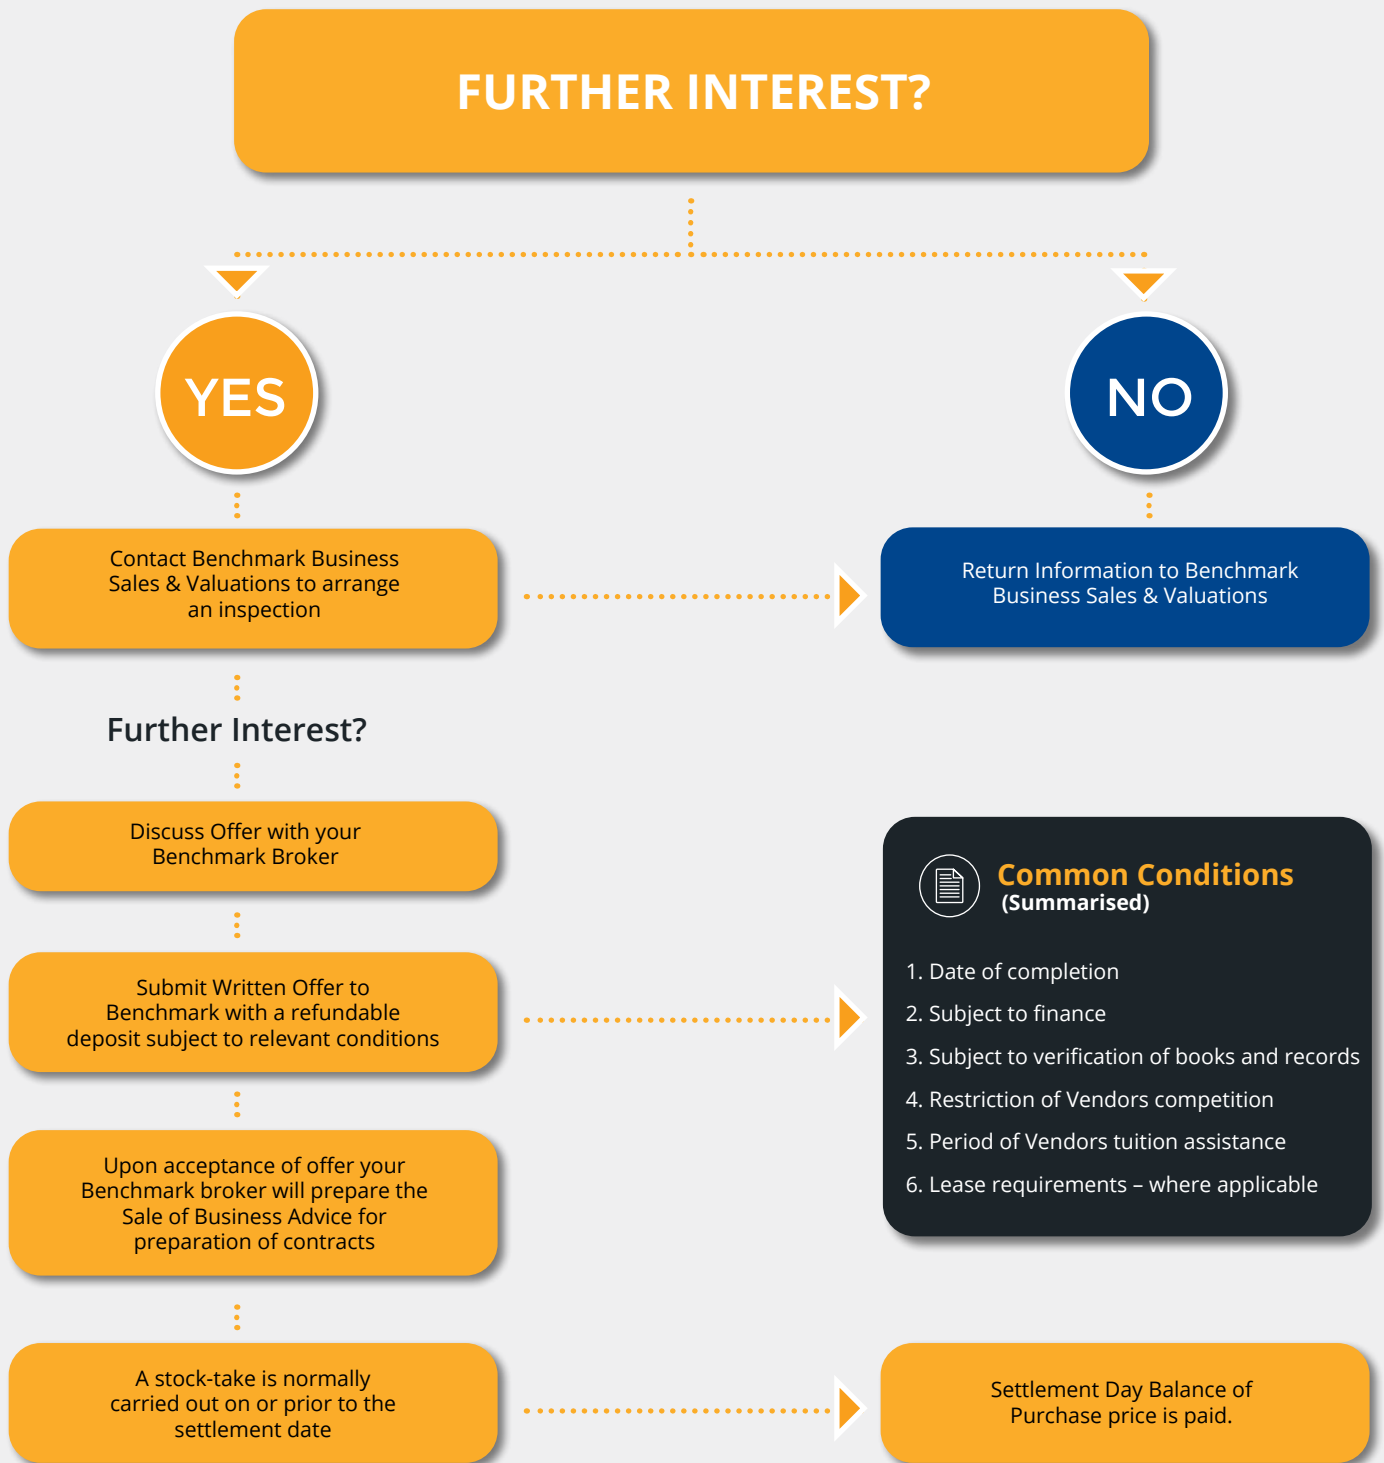 FURTHER INTEREST?
YES
NO
Contact Benchmark Business
Sales & Valuations to arrange
an inspection
Return Information to Benchmark
Business Sales & Valuations
Further Interest?
Discuss Offer with your
Benchmark Broker
Submit Written Offer to
Benchmark with a refundable
deposit subject to relevant conditions
Common Conditions
(Summarised)
1. Date of completion
2. Subject to finance
3. Subject to verification of books and records
4. Restriction of Vendors competition
5. Period of Vendors tuition assistance
6. Lease requirements – where applicable
Upon acceptance of offer your
Benchmark broker will prepare the
Sale of Business Advice for
preparation of contracts
A stock-take is normally
carried out on or prior to the
settlement date
Settlement Day Balance of
Purchase price is paid.